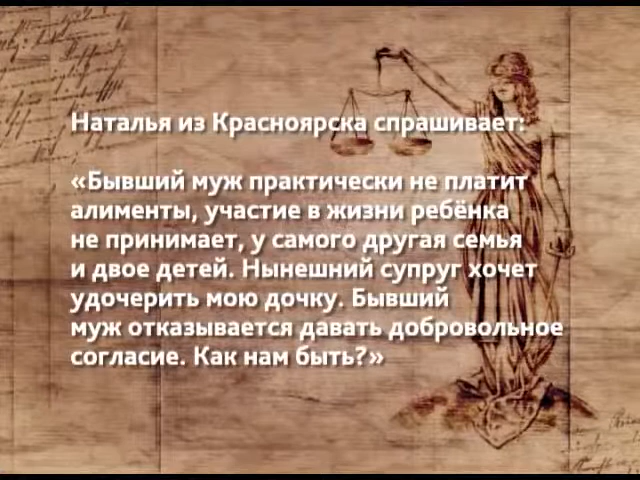 Наталья из Красноярска спрашивает:
«Бывший муж практически не платит
алименты, участие в жизни ребёнка
не принимает, у самого другая семья
и двое детей. Нынешний супруг хочет
удочерить мою дочку. Бывший
муж отказывается давать добровольное
согласие. Как нам быть?»